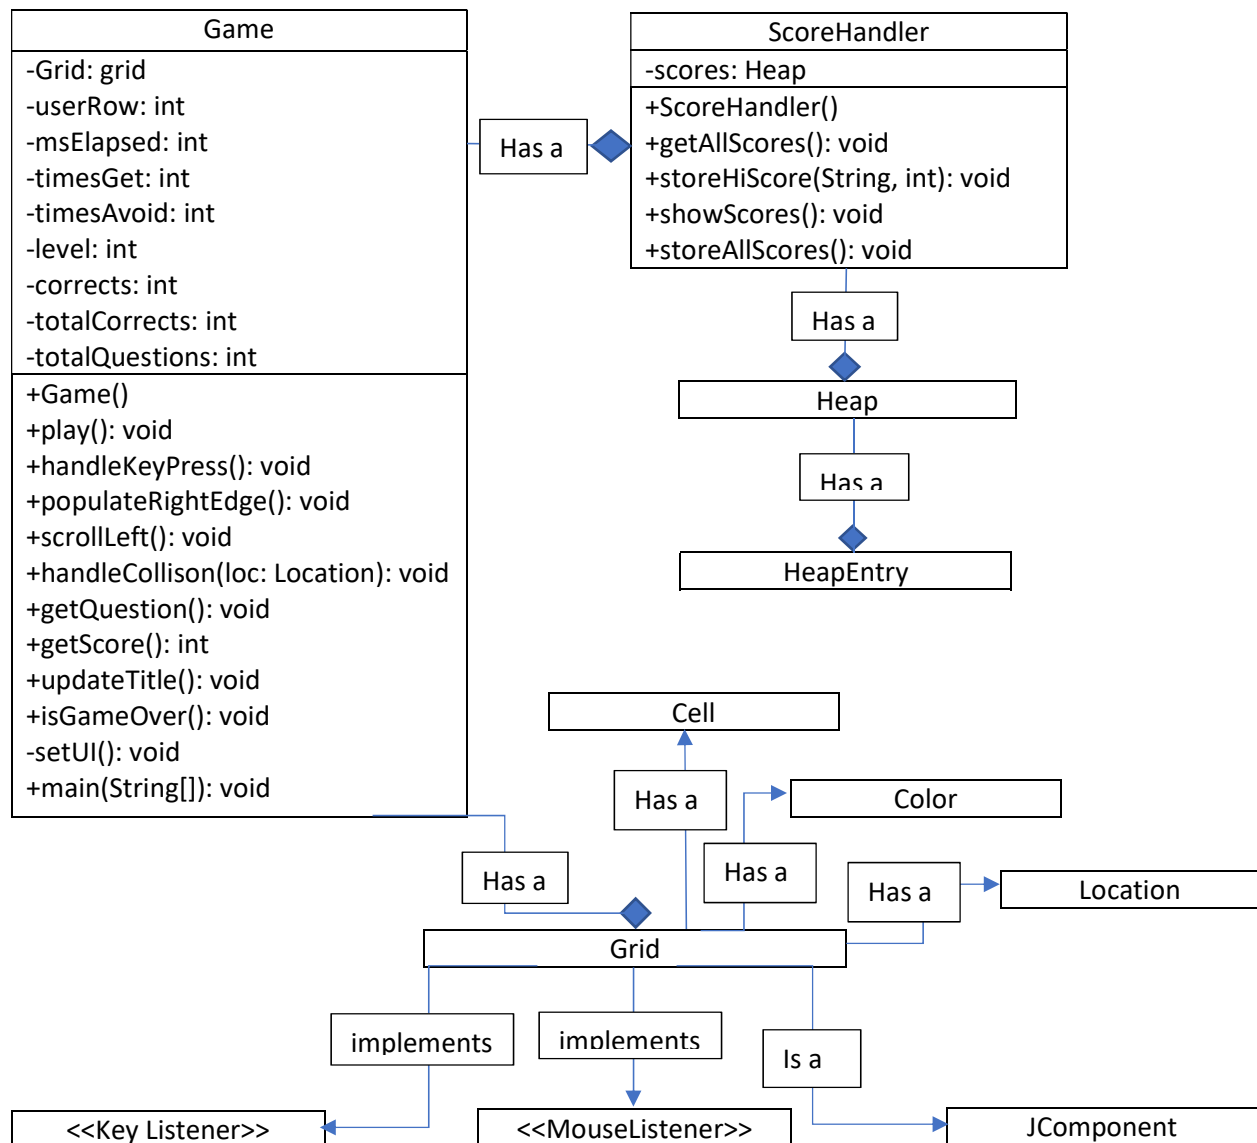 Game
-Grid: grid
-userRow: int
-msElapsed: int
-timesGet: int
-timesAvoid: int
-level: int
-corrects: int
-totalCorrects: int
-totalQuestions: int
+Game()
+play(): void
+handleKeyPress(): void
+populateRightEdge(): void
+scrollLeft(): void
+handleCollison(loc: Location): void
+getQuestion(): void
+getScore(): int
+updateTitle(): void
+isGameOver(): void
-setUI(): void
+main(String[]): void
Has a
ScoreHandler
-scores: Heap
+ScoreHandler()
+getAllScores(): void
+storeHiScore(String, int): void
+showScores(): void
+storeAllScores(): void
Has a
Heap
Has a
HeapEntry
Cell
Has a
Color
Has a
Has a
Has a
Location
Grid
implements
implements
Is a
<<Key Listener>>
<<MouseListener>>
JComponent